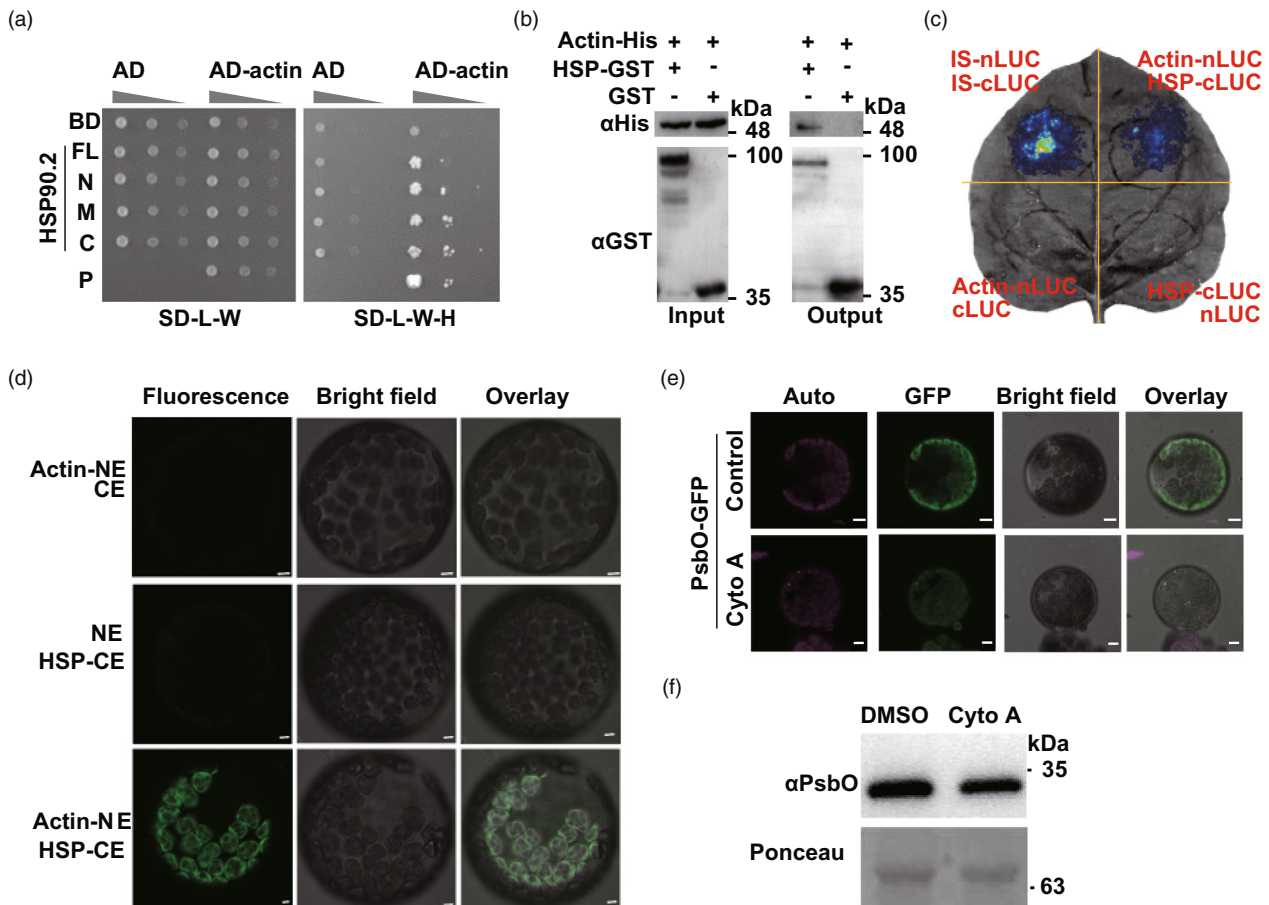 (a)
AD AD-actin AD AD-actin
BD
FL
N
M
C
P
HSP90.2
SD-L-W SD-L-W-H
(b)
Actin-His + + + +
HSP-GST + - + -
GST - + - +
kDa kDa
αHis
- 48 - 48
- 100 - 100
αGST
- 35 - 35
Input Output
(c)
IS-nLUC
IS-cLUC
Actin-nLUC
HSP-cLUC
Actin-nLUC
cLUC
HSP-cLUC
nLUC
(d)
Fluorescence Bright field Overlay
Actin-NE
CE
NE
HSP-CE
Actin-NE
HSP-CE
(e)
Auto GFP Bright field Overlay
PsbO-GFP
Control
Cyto A
(f)
DMSO Cyto A
kDa
αPsbO
- 35
Ponceau
- 63